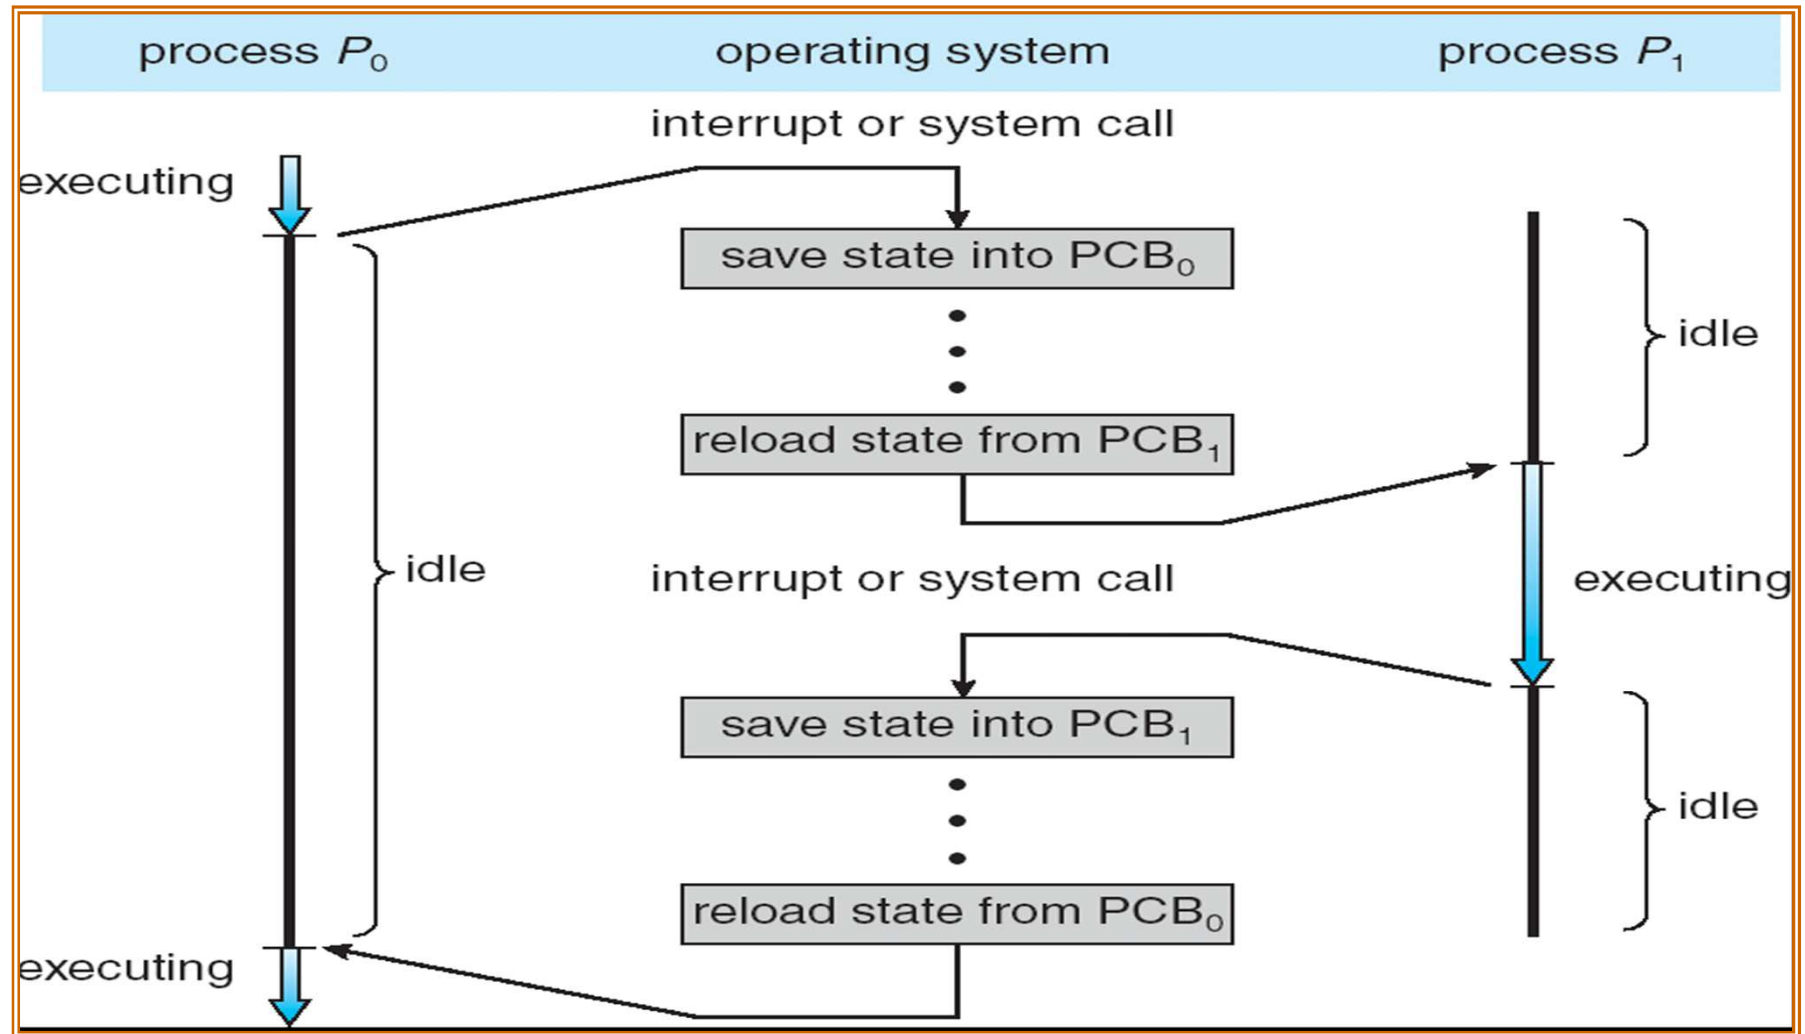 process P₀ operating system process P₁
interrupt or system call
executing
save state into PCB₀
idle
reload state from PCB₁
idle
interrupt or system call
executing
save state into PCB₁
idle
reload state from PCB₀
executing